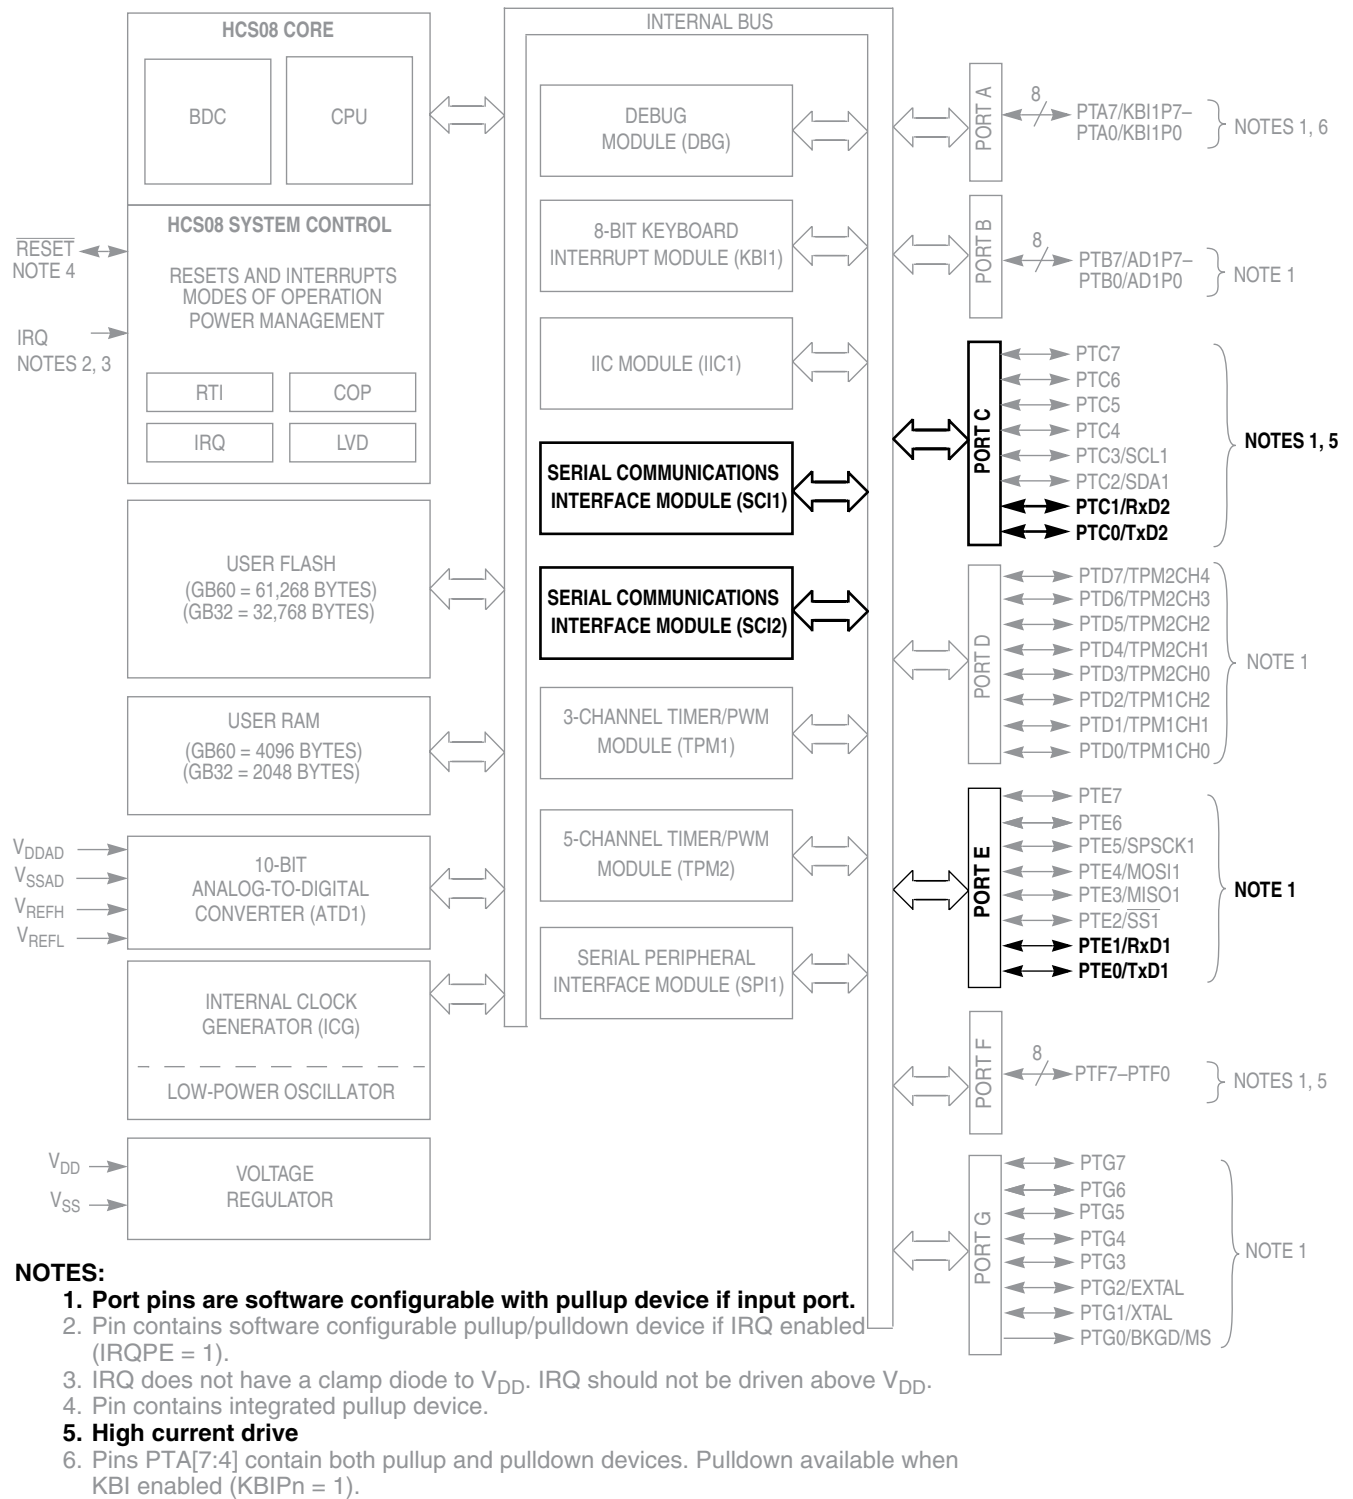 HCS08 CORE
BDC
CPU
HCS08 SYSTEM CONTROL
RESETS AND INTERRUPTS
MODES OF OPERATION
POWER MANAGEMENT
RTI
COP
IRQ
LVD
RESET
NOTE 4
IRQ
NOTES 2, 3
USER FLASH
(GB60 = 61,268 BYTES)
(GB32 = 32,768 BYTES)
USER RAM
(GB60 = 4096 BYTES)
(GB32 = 2048 BYTES)
VDDAD
VSSAD
VREFH
VREFL
10-BIT
ANALOG-TO-DIGITAL
CONVERTER (ATD1)
INTERNAL CLOCK
GENERATOR (ICG)
LOW-POWER OSCILLATOR
VDD
VSS
VOLTAGE
REGULATOR
INTERNAL BUS
DEBUG
MODULE (DBG)
8-BIT KEYBOARD
INTERRUPT MODULE (KBI1)
IIC MODULE (IIC1)
SERIAL COMMUNICATIONS
INTERFACE MODULE (SCI1)
SERIAL COMMUNICATIONS
INTERFACE MODULE (SCI2)
3-CHANNEL TIMER/PWM
MODULE (TPM1)
5-CHANNEL TIMER/PWM
MODULE (TPM2)
SERIAL PERIPHERAL
INTERFACE MODULE (SPI1)
PORT A
8
PTA7/KBI1P7–
PTA0/KBI1P0
NOTES 1, 6
PORT B
8
PTB7/AD1P7–
PTB0/AD1P0
NOTE 1
PORT C
PTC7
PTC6
PTC5
PTC4
PTC3/SCL1
PTC2/SDA1
PTC1/RxD2
PTC0/TxD2
NOTES 1, 5
PORT D
PTD7/TPM2CH4
PTD6/TPM2CH3
PTD5/TPM2CH2
PTD4/TPM2CH1
PTD3/TPM2CH0
PTD2/TPM1CH2
PTD1/TPM1CH1
PTD0/TPM1CH0
NOTE 1
PORT E
PTE7
PTE6
PTE5/SPSCK1
PTE4/MOSI1
PTE3/MISO1
PTE2/SS1
PTE1/RxD1
PTE0/TxD1
NOTE 1
PORT F
8
PTF7–PTF0
NOTES 1, 5
PORT G
PTG7
PTG6
PTG5
PTG4
PTG3
PTG2/EXTAL
PTG1/XTAL
PTG0/BKGD/MS
NOTE 1
NOTES:
1. Port pins are software configurable with pullup device if input port.
2. Pin contains software configurable pullup/pulldown device if IRQ enabled
(IRQPE = 1).
3. IRQ does not have a clamp diode to VDD. IRQ should not be driven above VDD.
4. Pin contains integrated pullup device.
5. High current drive
6. Pins PTA[7:4] contain both pullup and pulldown devices. Pulldown available when
KBI enabled (KBIPn = 1).